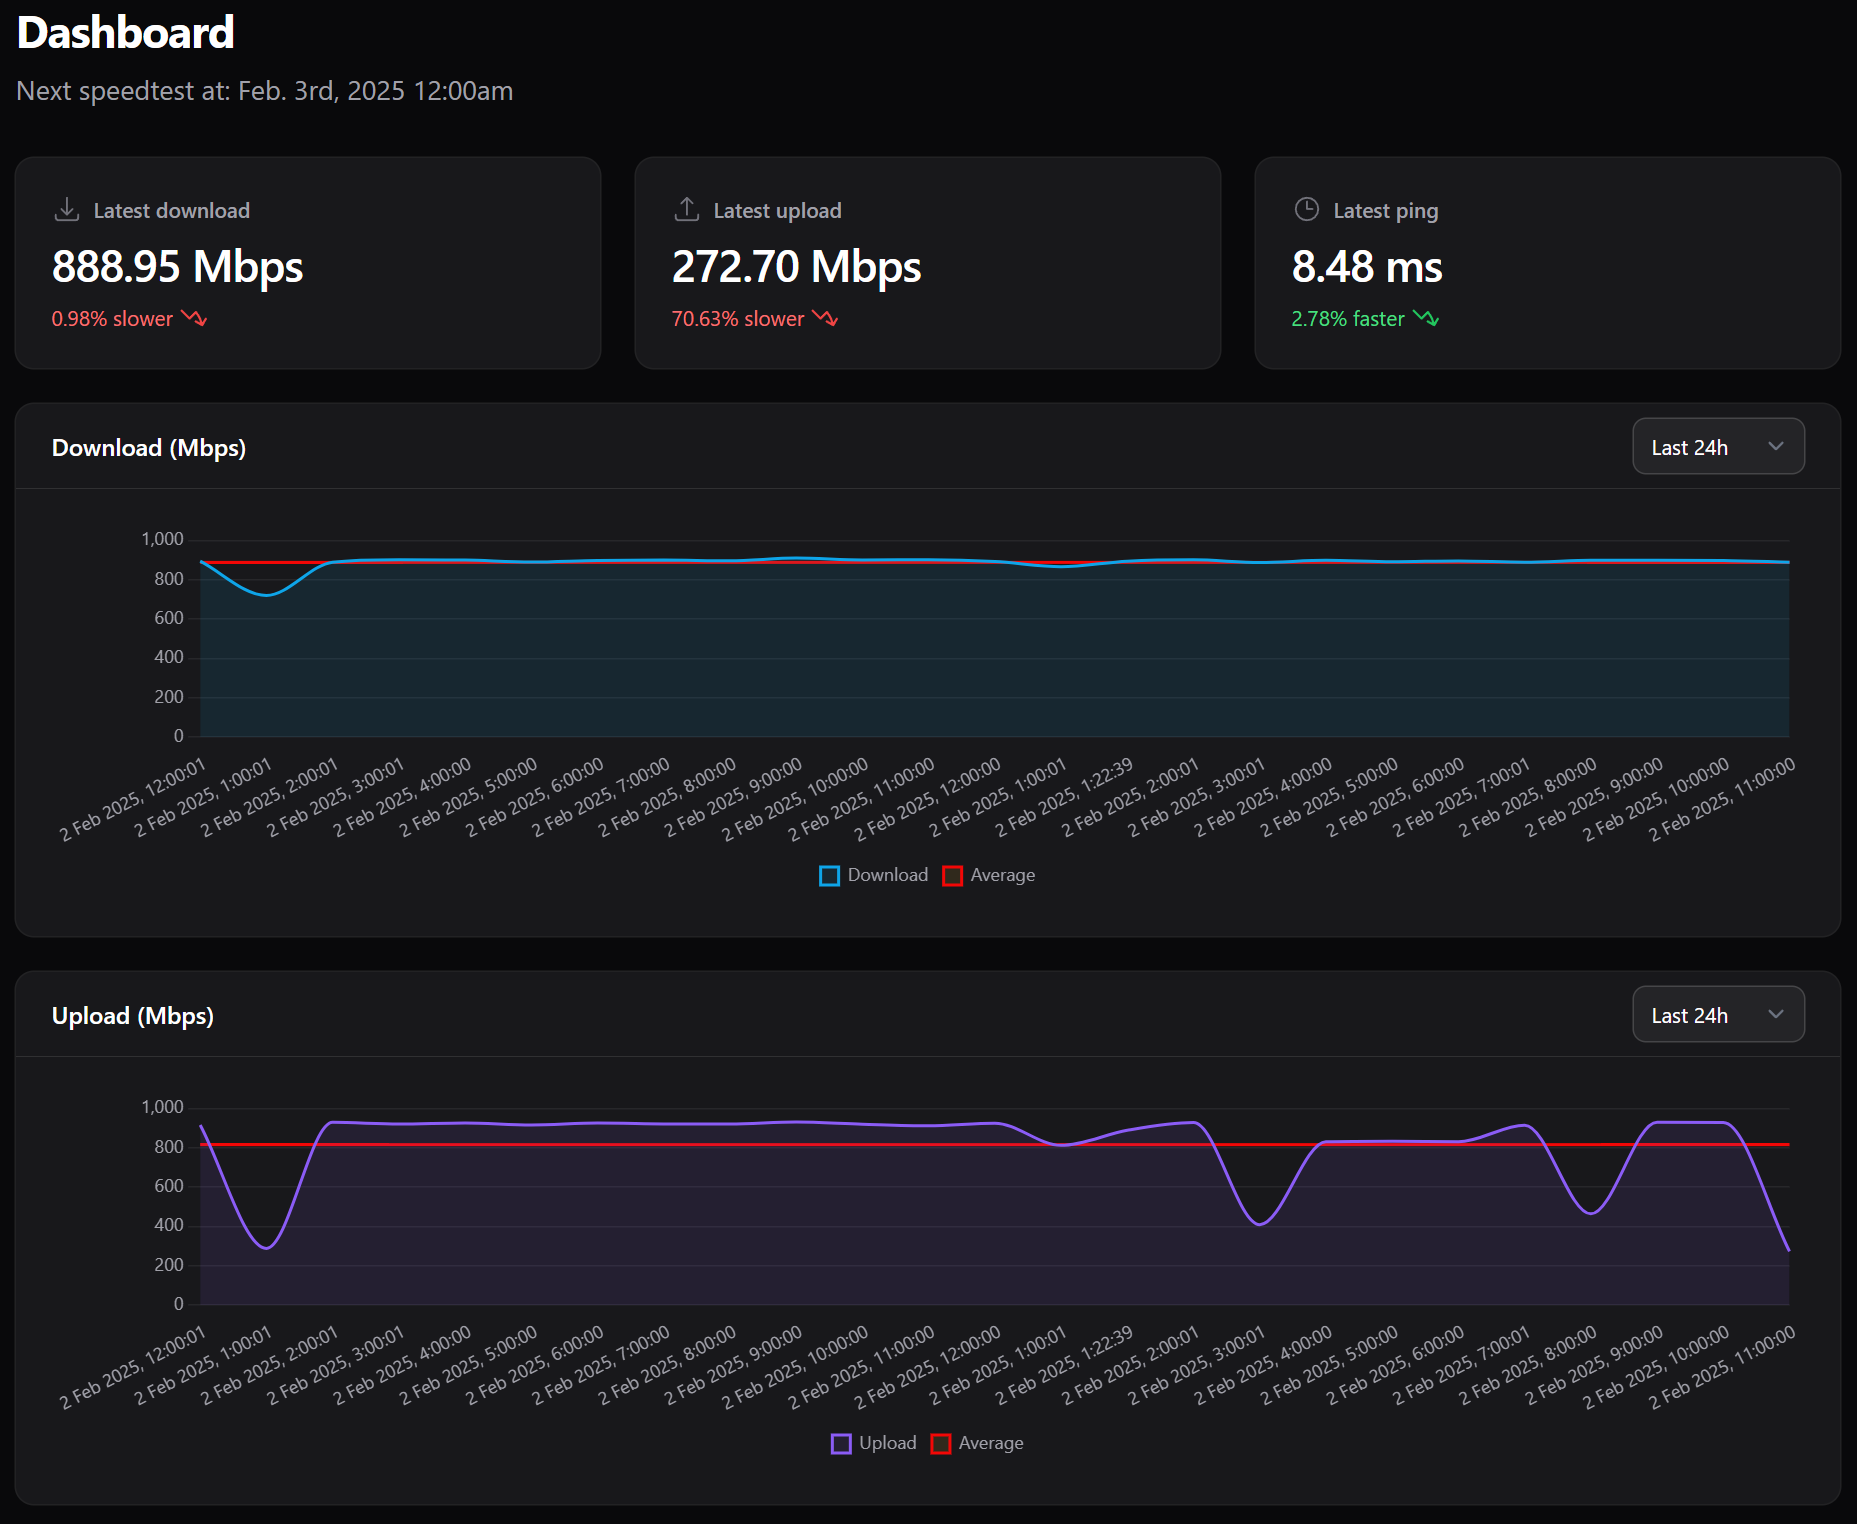 Dashboard
Next speedtest at: Feb. 3rd, 2025 12:00am
Latest download
888.95 Mbps
0.98% slower
Latest upload
272.70 Mbps
70.63% slower
Latest ping
8.48 ms
2.78% faster
Download (Mbps)
Last 24h
1,000
800
600
400
200
0
2 Feb 2025, 12:00:01
2 Feb 2025, 1:00:01
2 Feb 2025, 2:00:01
2 Feb 2025, 3:00:01
2 Feb 2025, 4:00:00
2 Feb 2025, 5:00:00
2 Feb 2025, 6:00:00
2 Feb 2025, 7:00:00
2 Feb 2025, 8:00:00
2 Feb 2025, 9:00:00
2 Feb 2025, 10:00:00
2 Feb 2025, 11:00:00
2 Feb 2025, 12:00:00
2 Feb 2025, 1:00:01
2 Feb 2025, 1:22:39
2 Feb 2025, 2:00:01
2 Feb 2025, 3:00:01
2 Feb 2025, 4:00:00
2 Feb 2025, 5:00:00
2 Feb 2025, 6:00:00
2 Feb 2025, 7:00:01
2 Feb 2025, 8:00:00
2 Feb 2025, 9:00:00
2 Feb 2025, 10:00:00
2 Feb 2025, 11:00:00
Download
Average
Upload (Mbps)
Last 24h
1,000
800
600
400
200
0
2 Feb 2025, 12:00:01
2 Feb 2025, 1:00:01
2 Feb 2025, 2:00:01
2 Feb 2025, 3:00:01
2 Feb 2025, 4:00:00
2 Feb 2025, 5:00:00
2 Feb 2025, 6:00:00
2 Feb 2025, 7:00:00
2 Feb 2025, 8:00:00
2 Feb 2025, 9:00:00
2 Feb 2025, 10:00:00
2 Feb 2025, 11:00:00
2 Feb 2025, 12:00:00
2 Feb 2025, 1:00:01
2 Feb 2025, 1:22:39
2 Feb 2025, 2:00:01
2 Feb 2025, 3:00:01
2 Feb 2025, 4:00:00
2 Feb 2025, 5:00:00
2 Feb 2025, 6:00:00
2 Feb 2025, 7:00:01
2 Feb 2025, 8:00:00
2 Feb 2025, 9:00:00
2 Feb 2025, 10:00:00
2 Feb 2025, 11:00:00
Upload
Average